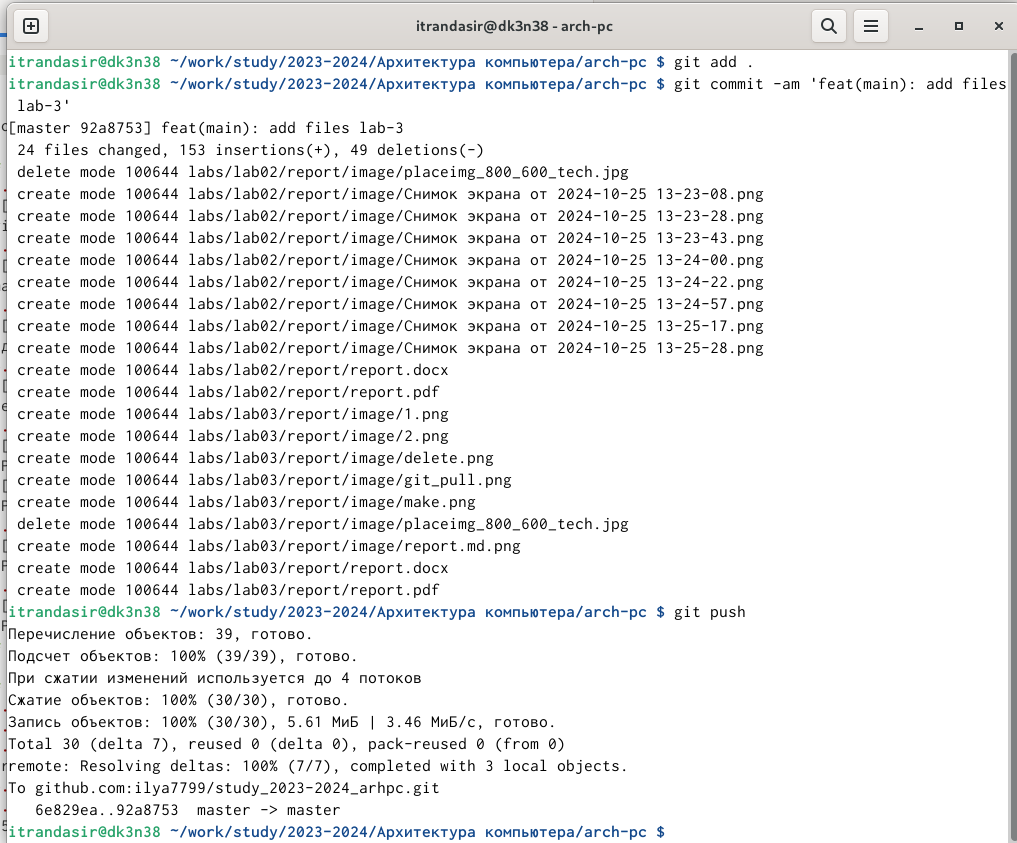 itrandasir@dk3n38 - arch-pc
itrandasir@dk3n38 ~/work/study/2023-2024/Архитектура компьютера/arch-pc $ git add .
itrandasir@dk3n38 ~/work/study/2023-2024/Архитектура компьютера/arch-pc $ git commit -am 'feat(main): add files
 lab-3'
[master 92a8753] feat(main): add files lab-3
 24 files changed, 153 insertions(+), 49 deletions(-)
 delete mode 100644 labs/lab02/report/image/placeimg_800_600_tech.jpg
 create mode 100644 labs/lab02/report/image/Снимок экрана от 2024-10-25 13-23-08.png
 create mode 100644 labs/lab02/report/image/Снимок экрана от 2024-10-25 13-23-28.png
 create mode 100644 labs/lab02/report/image/Снимок экрана от 2024-10-25 13-23-43.png
 create mode 100644 labs/lab02/report/image/Снимок экрана от 2024-10-25 13-24-00.png
 create mode 100644 labs/lab02/report/image/Снимок экрана от 2024-10-25 13-24-22.png
 create mode 100644 labs/lab02/report/image/Снимок экрана от 2024-10-25 13-24-57.png
 create mode 100644 labs/lab02/report/image/Снимок экрана от 2024-10-25 13-25-17.png
 create mode 100644 labs/lab02/report/image/Снимок экрана от 2024-10-25 13-25-28.png
 create mode 100644 labs/lab02/report/report.docx
 create mode 100644 labs/lab02/report/report.pdf
 create mode 100644 labs/lab03/report/image/1.png
 create mode 100644 labs/lab03/report/image/2.png
 create mode 100644 labs/lab03/report/image/delete.png
 create mode 100644 labs/lab03/report/image/git_pull.png
 create mode 100644 labs/lab03/report/image/make.png
 delete mode 100644 labs/lab03/report/image/placeimg_800_600_tech.jpg
 create mode 100644 labs/lab03/report/image/report.md.png
 create mode 100644 labs/lab03/report/report.docx
 create mode 100644 labs/lab03/report/report.pdf
itrandasir@dk3n38 ~/work/study/2023-2024/Архитектура компьютера/arch-pc $ git push
Перечисление объектов: 39, готово.
Подсчет объектов: 100% (39/39), готово.
При сжатии изменений используется до 4 потоков
Сжатие объектов: 100% (30/30), готово.
Запись объектов: 100% (30/30), 5.61 МиБ | 3.46 МиБ/с, готово.
Total 30 (delta 7), reused 0 (delta 0), pack-reused 0 (from 0)
remote: Resolving deltas: 100% (7/7), completed with 3 local objects.
To github.com:ilya7799/study_2023-2024_arhpc.git
   6e829ea..92a8753  master -> master
itrandasir@dk3n38 ~/work/study/2023-2024/Архитектура компьютера/arch-pc $